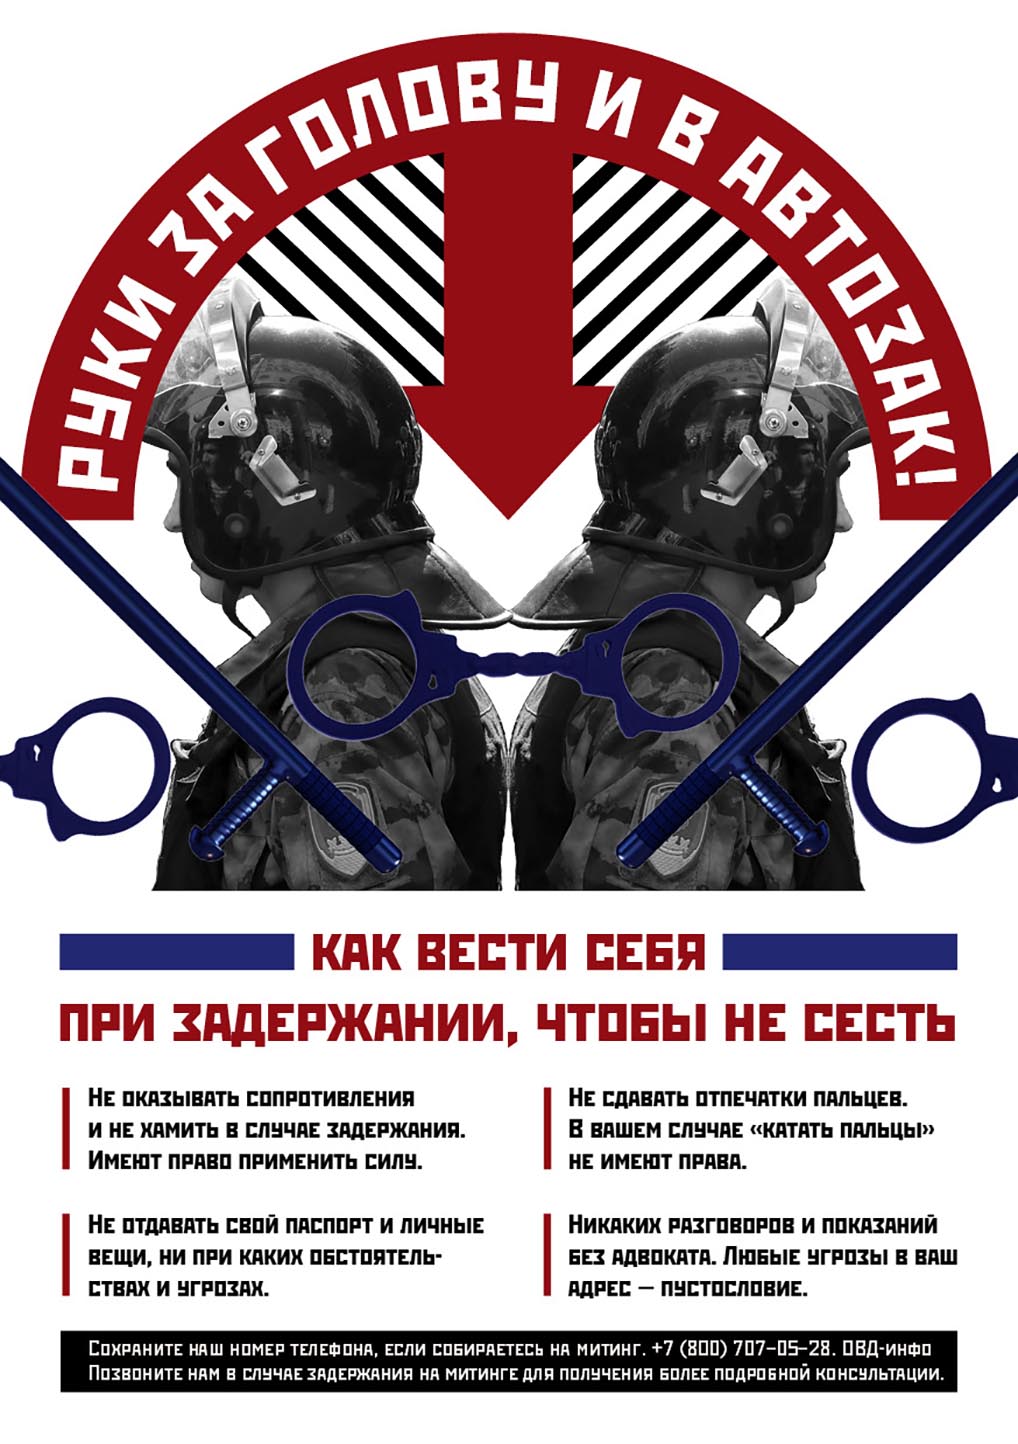 РУКИ ЗА ГОЛОВУ И В АВТОЗАК!
КАК ВЕСТИ СЕБЯ
ПРИ ЗАДЕРЖАНИИ, ЧТОБЫ НЕ СЕСТЬ
Не оказывать сопротивления
и не хамить в случае задержания.
Имеют право применить силу.
Не отдавать свой паспорт и личные
вещи, ни при каких обстоятель-
ствах и угрозах.
Не сдавать отпечатки пальцев.
В вашем случае «катать пальцы»
не имеют права.
Никаких разговоров и показаний
без адвоката. Любые угрозы в ваш
адрес — пустословие.
Сохраните наш номер телефона, если собираетесь на митинг. +7 (800) 707-05-28. ОВД-инфо
Позвоните нам в случае задержания на митинге для получения более подробной консультации.